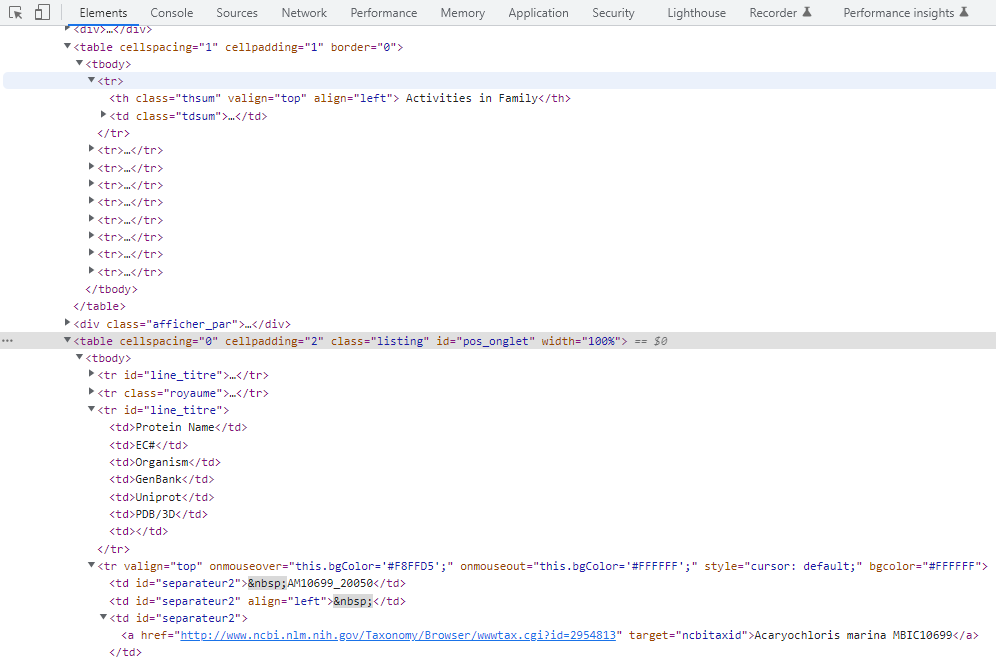 Elements Console Sources Network Performance Memory Application Security Lighthouse Recorder Performance insights
<div>…</div>
<table cellspacing="1" cellpadding="1" border="0">
<tbody>
<tr>
<th class="thsum" valign="top" align="left"> Activities in Family</th>
<td class="tdsum">…</td>
</tr>
<tr>…</tr>
<tr>…</tr>
<tr>…</tr>
<tr>…</tr>
<tr>…</tr>
<tr>…</tr>
<tr>…</tr>
<tr>…</tr>
</tbody>
</table>
<div class="afficher_par">…</div>
<table cellspacing="0" cellpadding="2" class="listing" id="pos_onglet" width="100%"> == $0
<tbody>
<tr id="line_titre">…</tr>
<tr class="royaume">…</tr>
<tr id="line_titre">
<td>Protein Name</td>
<td>EC#</td>
<td>Organism</td>
<td>GenBank</td>
<td>Uniprot</td>
<td>PDB/3D</td>
<td></td>
</tr>
<tr valign="top" onmouseover="this.bgColor='#F8FFD5';" onmouseout="this.bgColor='#FFFFFF';" style="cursor: default;" bgcolor="#FFFFFF">
<td id="separateur2">&nbsp;AM10699_20050</td>
<td id="separateur2" align="left">&nbsp;</td>
<td id="separateur2">
<a href="http://www.ncbi.nlm.nih.gov/Taxonomy/Browser/wwwtax.cgi?id=2954813" target="ncbitaxid">Acaryochloris marina MBIC10699</a>
</td>